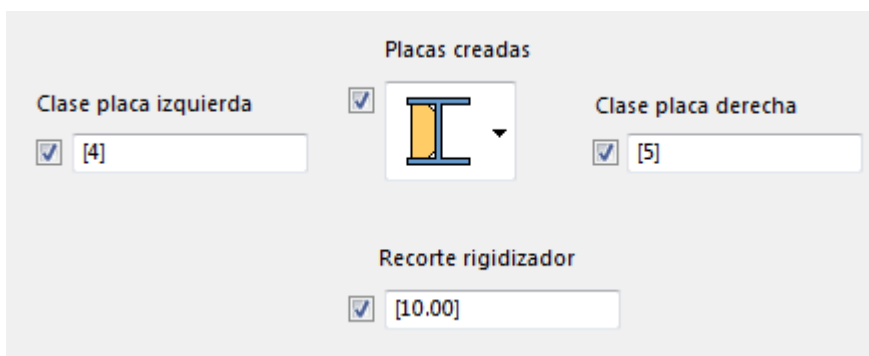 Placas creadas
Clase placa izquierda
Clase placa derecha
[4]
[5]
Recorte rigidizador
[10.00]